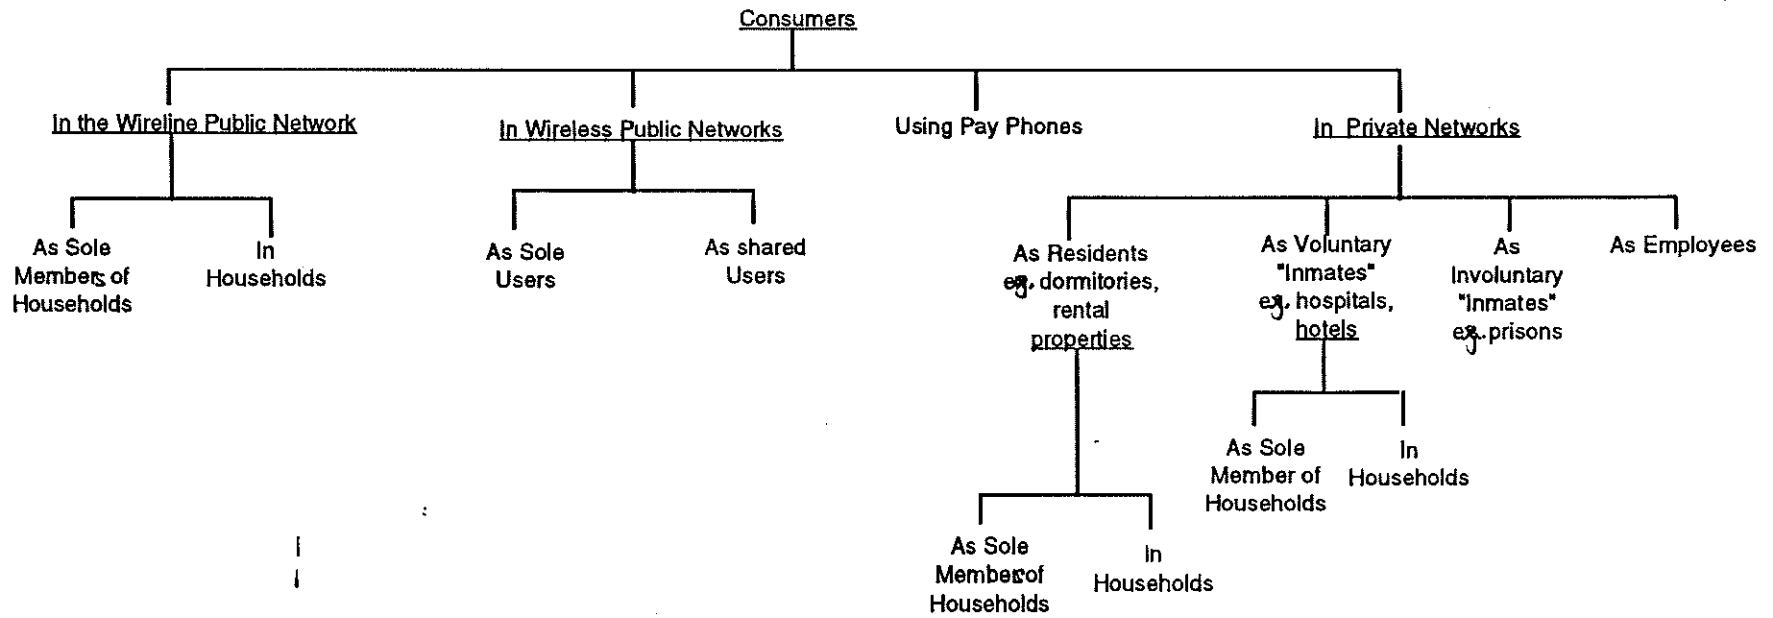 Consumers
In the Wireline Public Network
In Wireless Public Networks
Using Pay Phones
In Private Networks
As Sole
Members of
Households
In
Households
As Sole
Users
As shared
Users
As Residents
eg. dormitories,
rental
properties
As Sole
Members of
Households
In
Households
As Voluntary
"Inmates"
eg. hospitals,
hotels
As Sole
Member of
Households
In
Households
As
Involuntary
"Inmates"
eg. prisons
As Employees